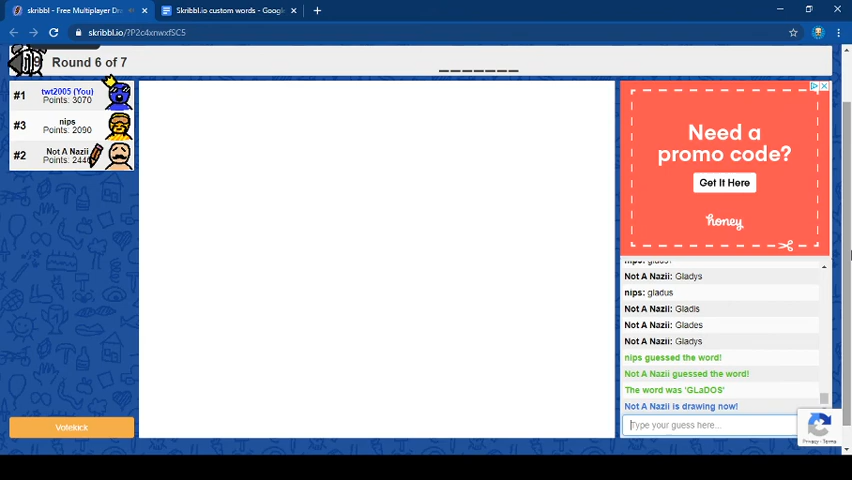 skribbl - Free Multiplayer Dra
Skribbl.io custom words - Googl
skribbl.io/?P2c4xnwxfSC5
Round 6 of 7
_ _ _ _ _ _ _
#1
twt2005 (You)
Points: 3070
#3
nips
Points: 2090
#2
Not A Nazii
Points: 2440
Votekick
Need a
promo code?
Get It Here
honey
Not A Nazii: Gladys
nips: gladus
Not A Nazii: Gladis
Not A Nazii: Glades
Not A Nazii: Gladys
nips guessed the word!
Not A Nazii guessed the word!
The word was 'GLaDOS'
Not A Nazii is drawing now!
Type your guess here...
Privacy - Terms